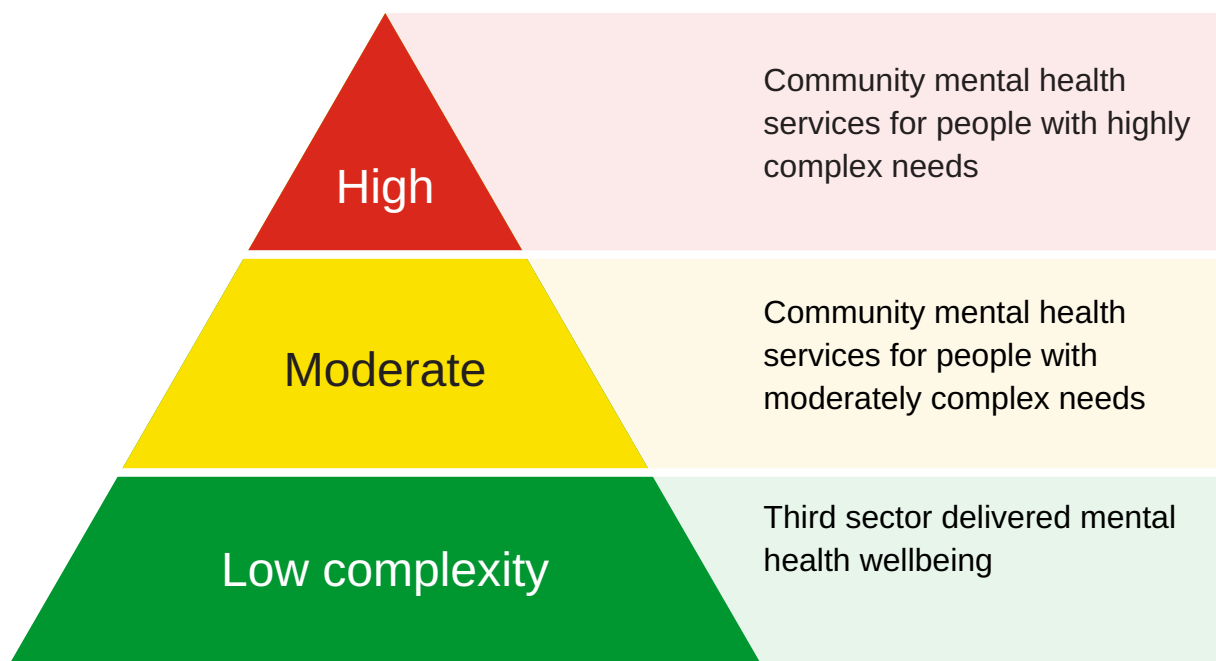 High
Community mental health
services for people with highly
complex needs
Moderate
Community mental health
services for people with
moderately complex needs
Low complexity
Third sector delivered mental
health wellbeing